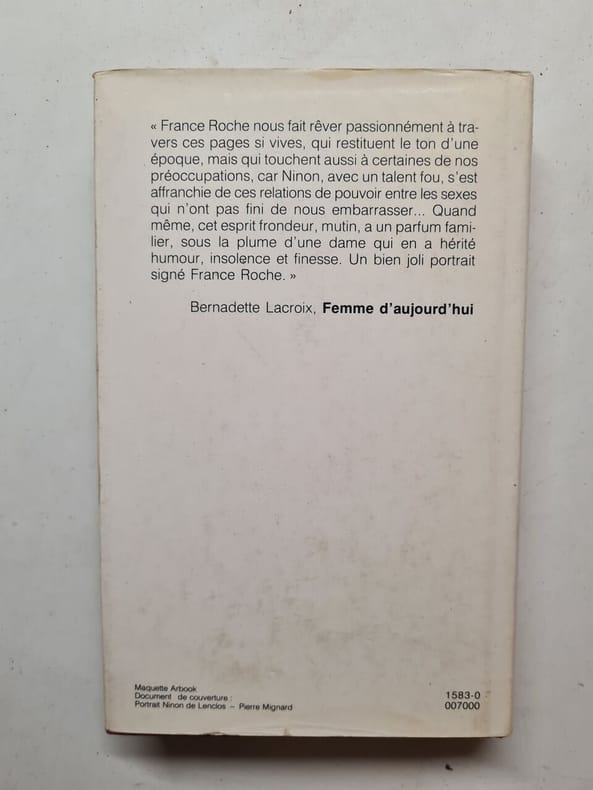 « France Roche nous fait rêver passionnément à tra-
vers ces pages si vives, qui restituent le ton d'une
époque, mais qui touchent aussi à certaines de nos
préoccupations, car Ninon, avec un talent fou, s'est
affranchie de ces relations de pouvoir entre les sexes
qui n'ont pas fini de nous embarrasser... Quand
même, cet esprit frondeur, mutin, a un parfum fami-
lier, sous la plume d'une dame qui en a hérité
humour, insolence et finesse. Un bien joli portrait
signé France Roche. »
Bernadette Lacroix, Femme d'aujourd'hui
Maquette Arbook
Document de couverture :
Portrait Ninon de Lenclos – Pierre Mignard
1583-0
007000